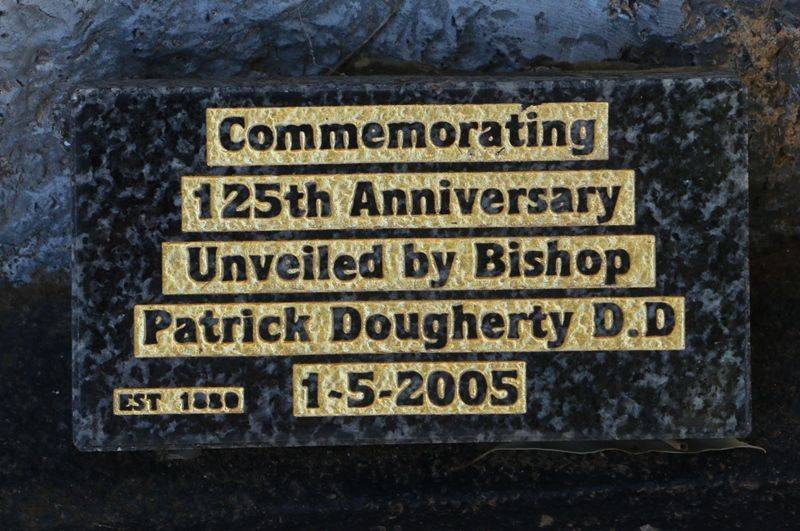 Commemorating
125th Anniversary
Unveiled by Bishop
Patrick Dougherty D.D
1-5-2005
EST 1880